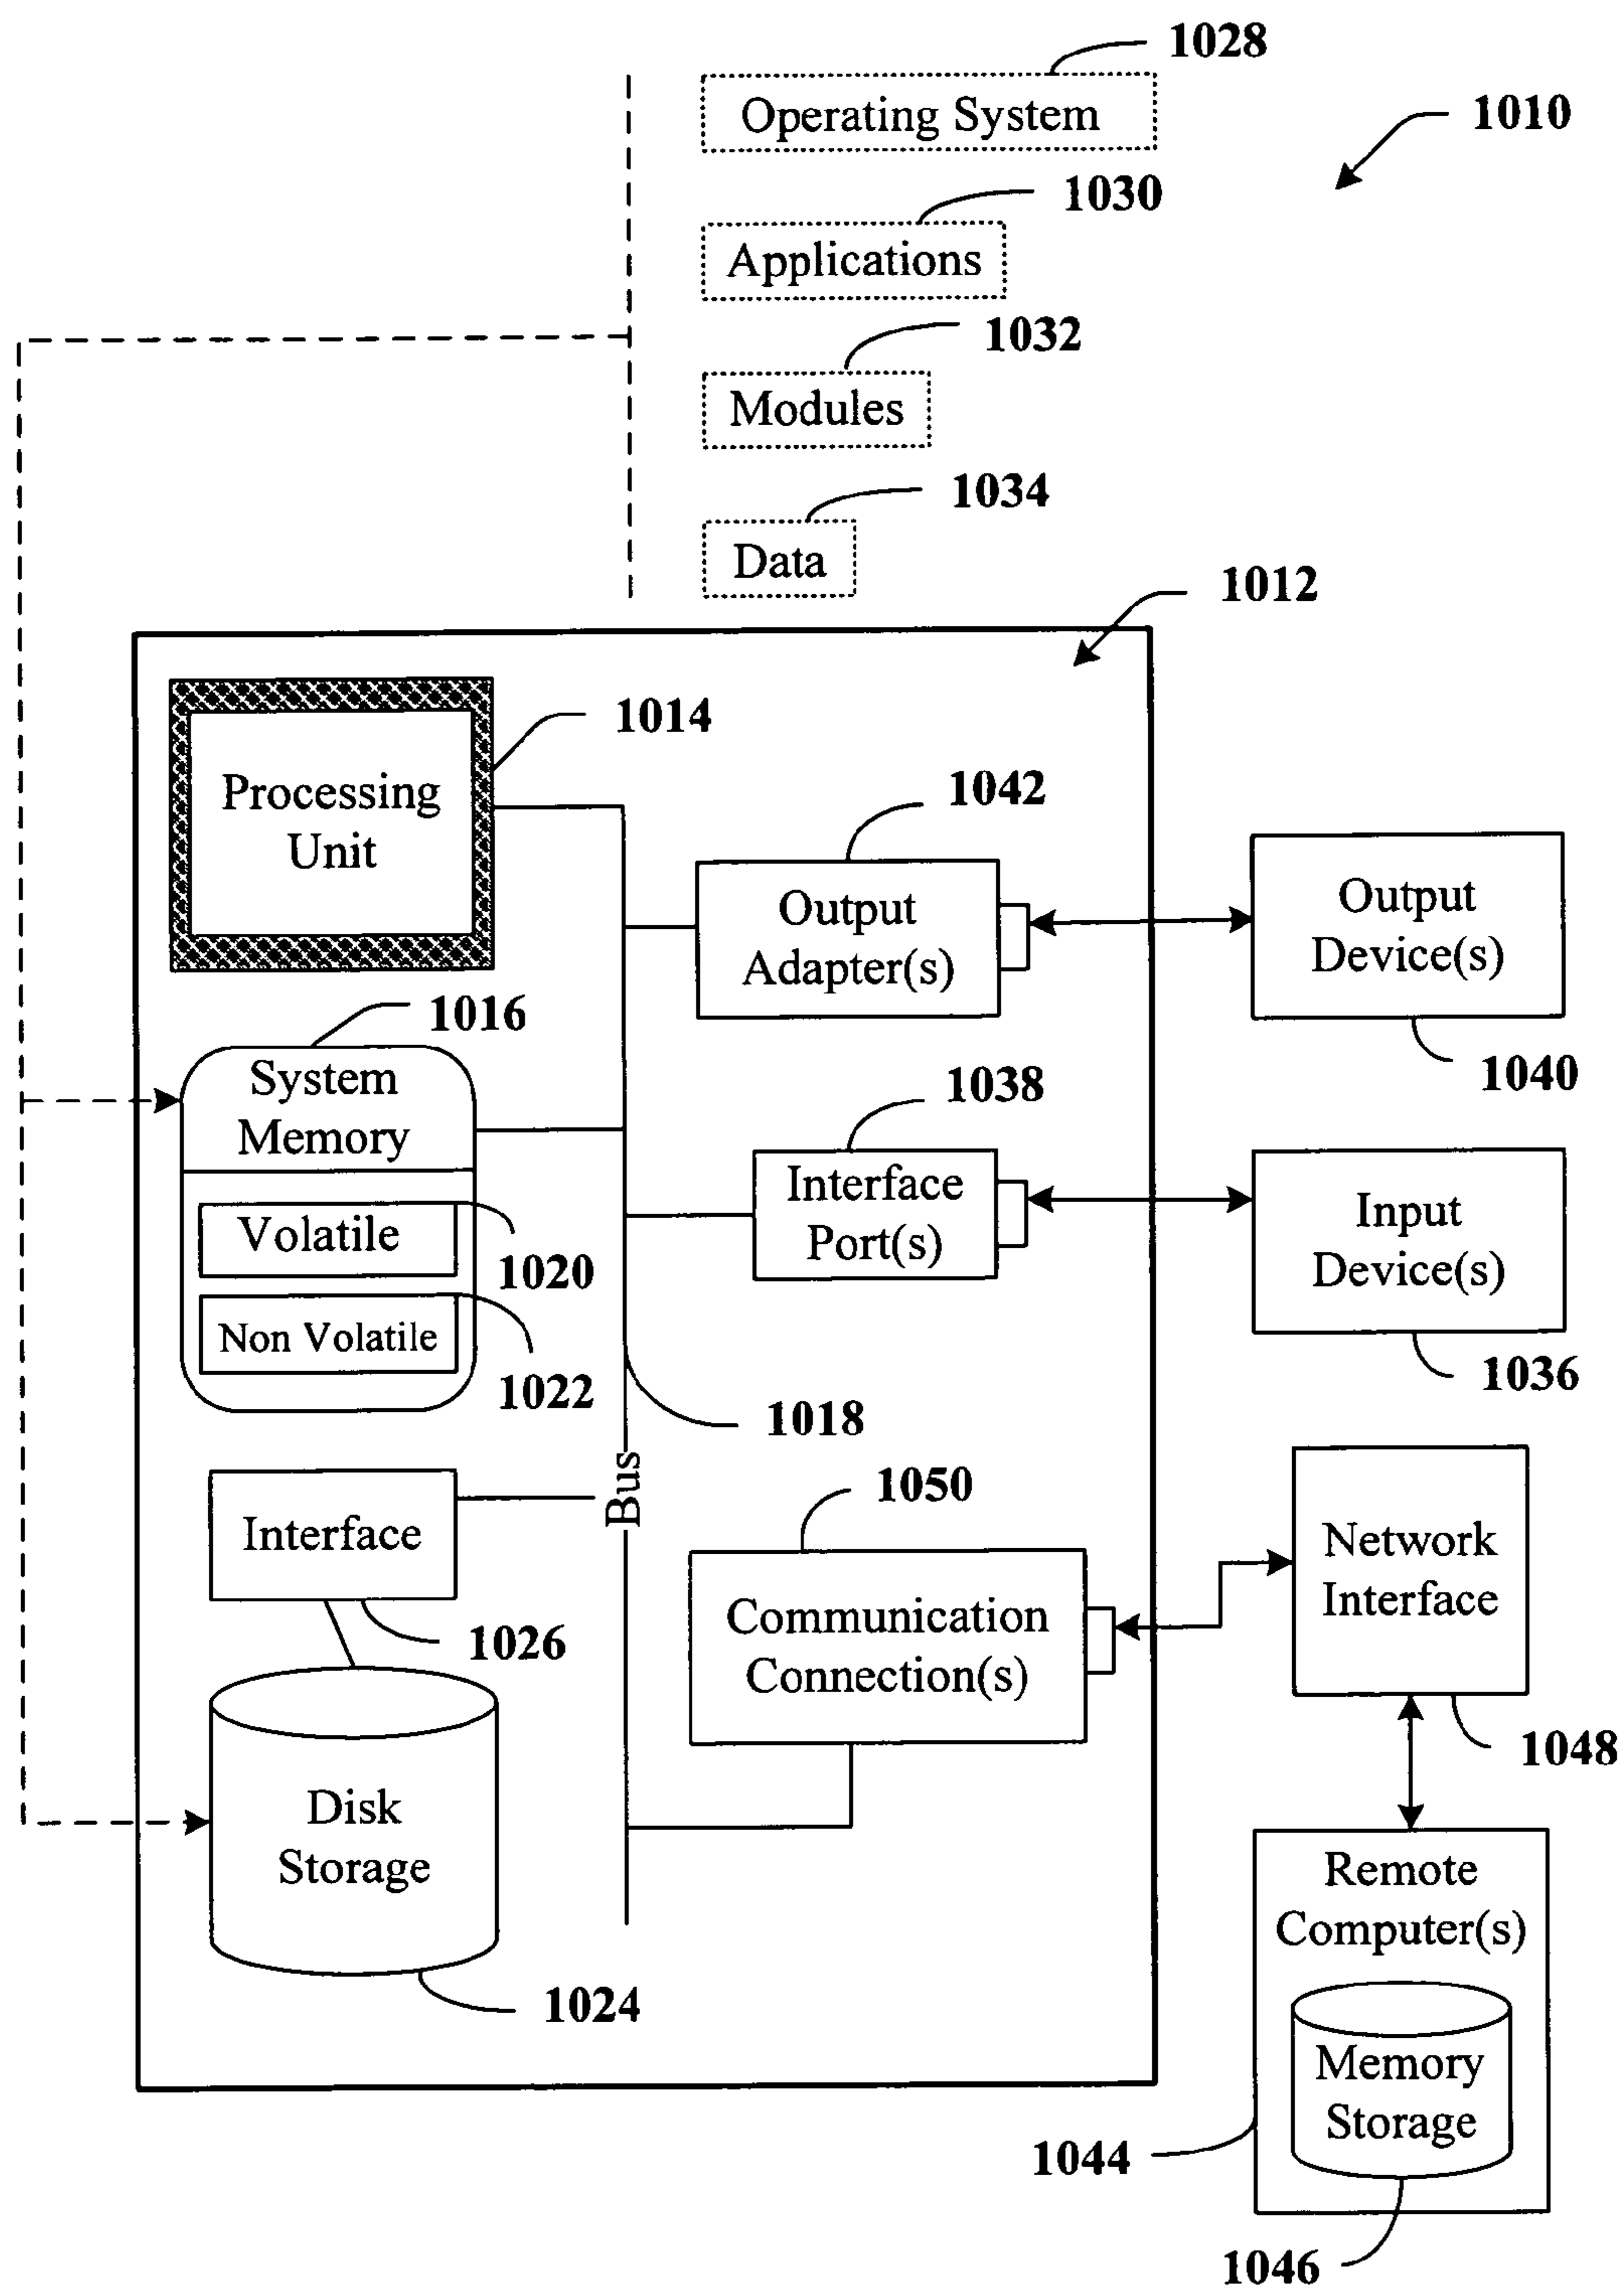 1028
Operating System
1010
1030
Applications
1032
Modules
1034
Data
1012
1014
Processing
Unit
1042
Output
Adapter(s)
Output
Device(s)
1040
1016
System
Memory
1038
Interface
Port(s)
Input
Device(s)
1036
Volatile
1020
Non Volatile
1022
1018
Bus
1050
Interface
1026
Communication
Connection(s)
Network
Interface
1048
Disk
Storage
1024
Remote
Computer(s)
Memory
Storage
1044
1046